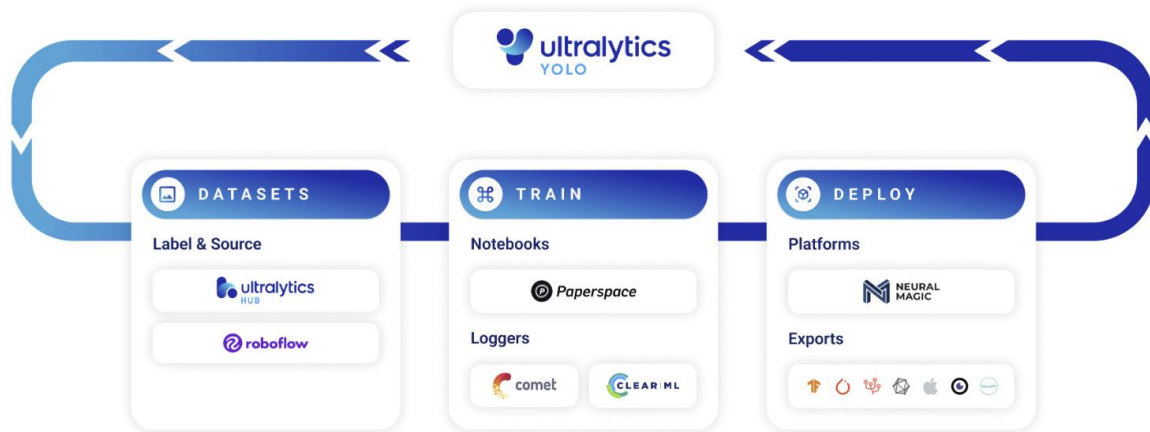 ultralytics
YOLO
DATASETS
Label & Source
ultralytics
HUB
roboflow
TRAIN
Notebooks
Paperspace
Loggers
comet
CLEAR|ML
DEPLOY
Platforms
NEURAL
MAGIC
Exports